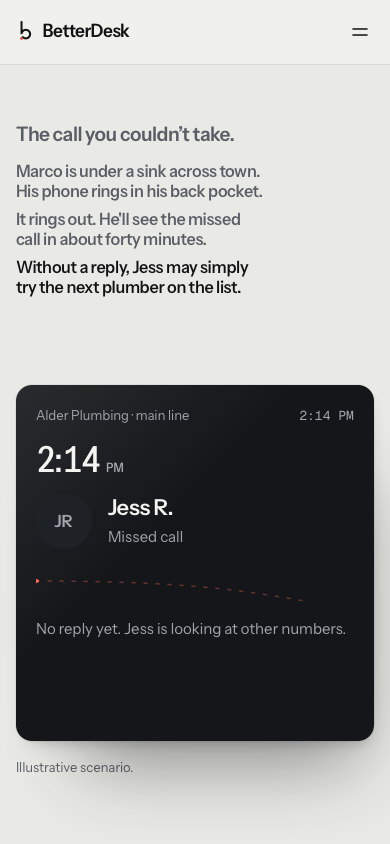 BetterDesk
The call you couldn’t take.
Marco is under a sink across town.
His phone rings in his back pocket.
It rings out. He'll see the missed
call in about forty minutes.
Without a reply, Jess may simply
try the next plumber on the list.
Alder Plumbing · main line
2:14 PM
2:14 PM
JR
Jess R.
Missed call
No reply yet. Jess is looking at other numbers.
Illustrative scenario.